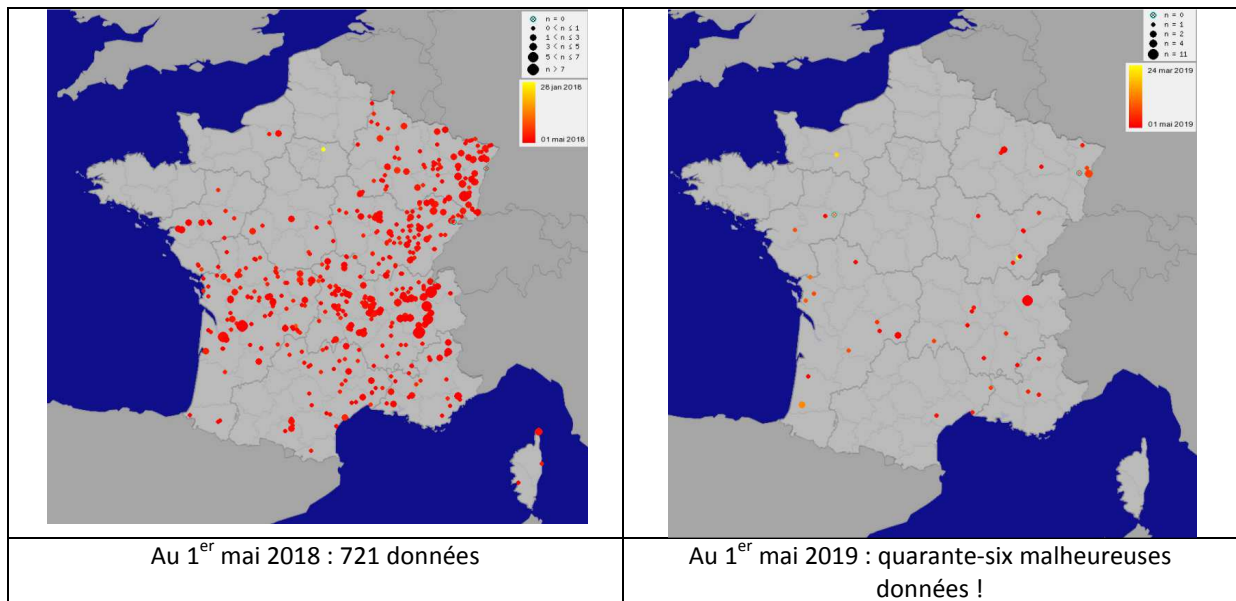 n = 0
0 < n ≤ 1
1 < n ≤ 3
3 < n ≤ 5
5 < n ≤ 7
n > 7
28 jan 2018
01 mai 2018
n = 0
n = 1
n = 2
n = 4
n = 11
24 mar 2019
01 mai 2019
Au 1er mai 2018 : 721 données
Au 1er mai 2019 : quarante-six malheureuses
données !